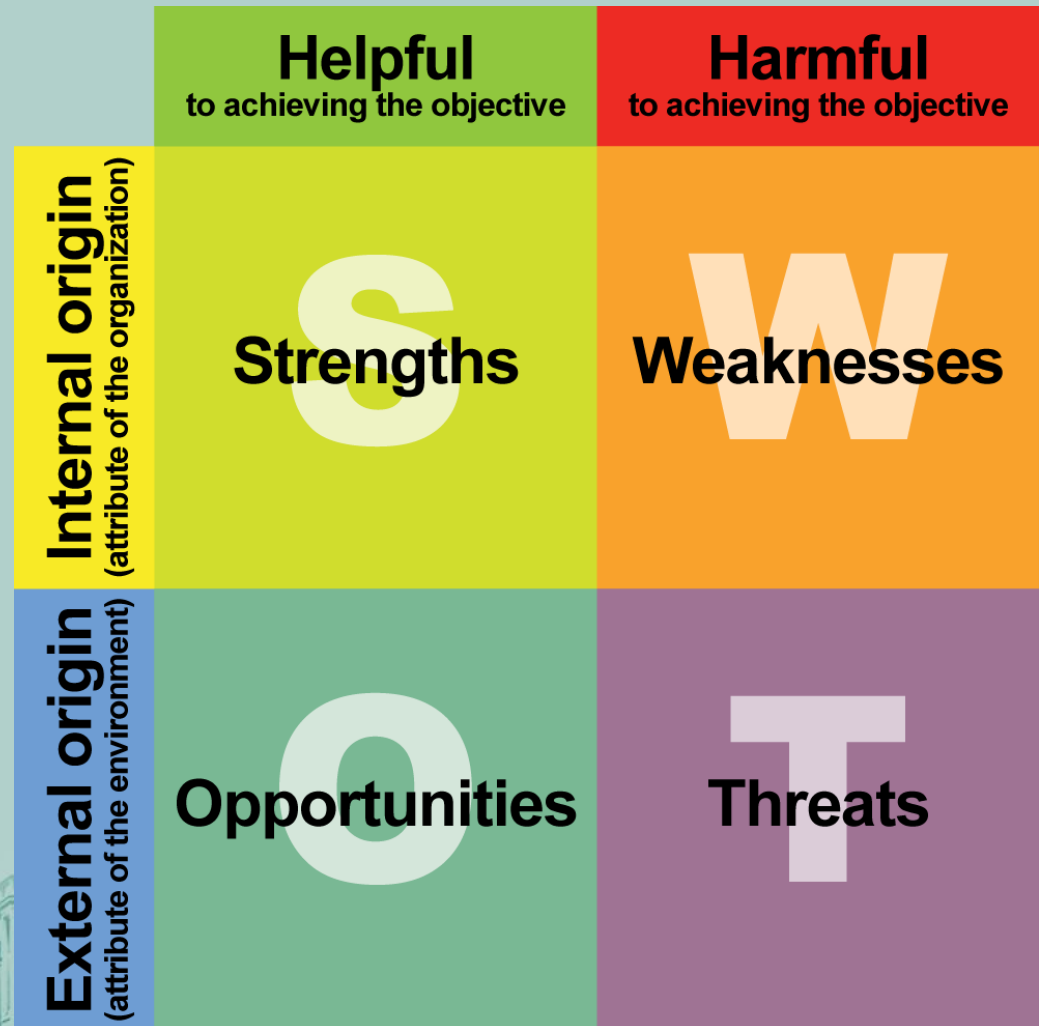 Helpful
to achieving the objective
Harmful
to achieving the objective
Internal origin
(attribute of the organization)
S
Strengths
W
Weaknesses
External origin
(attribute of the environment)
O
Opportunities
T
Threats